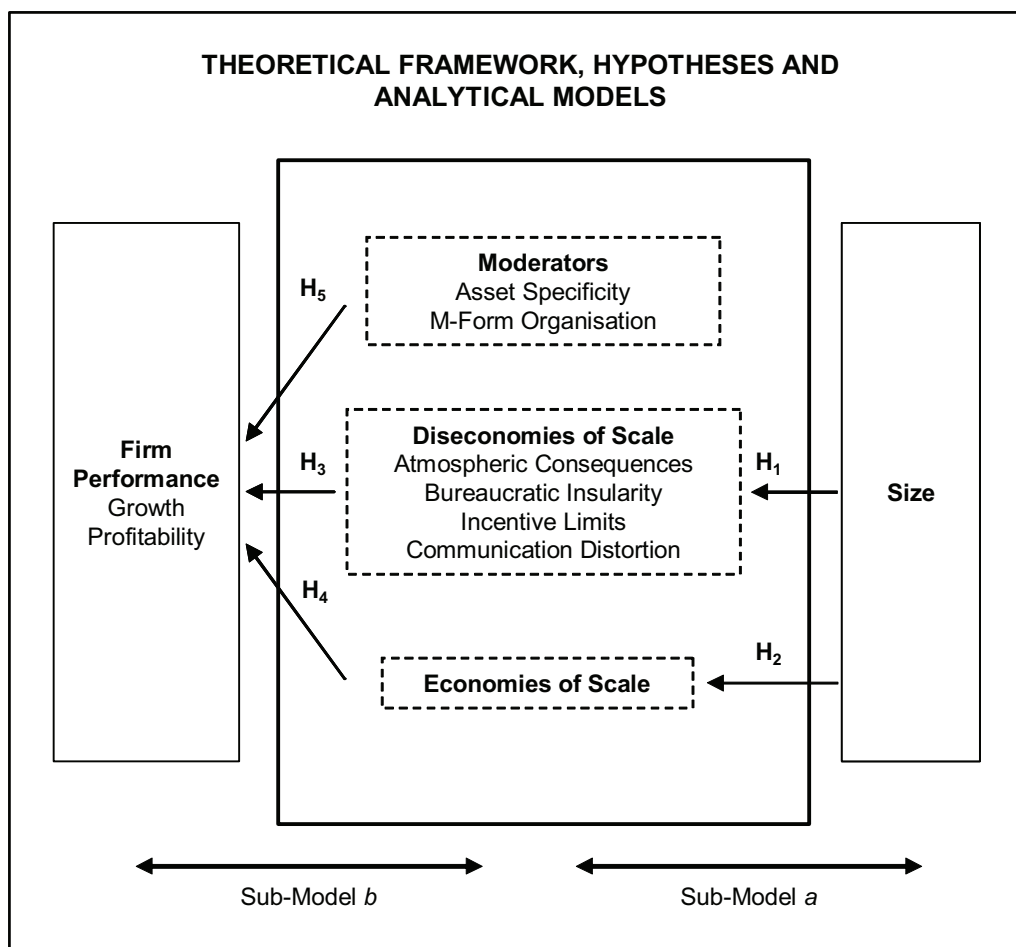 THEORETICAL FRAMEWORK, HYPOTHESES AND
ANALYTICAL MODELS
Moderators
Asset Specificity
M-Form Organisation
H5
Firm
Performance
Growth
Profitability
H3
Diseconomies of Scale
Atmospheric Consequences
Bureaucratic Insularity
Incentive Limits
Communication Distortion
H1
Size
H4
Economies of Scale
H2
Sub-Model b
Sub-Model a